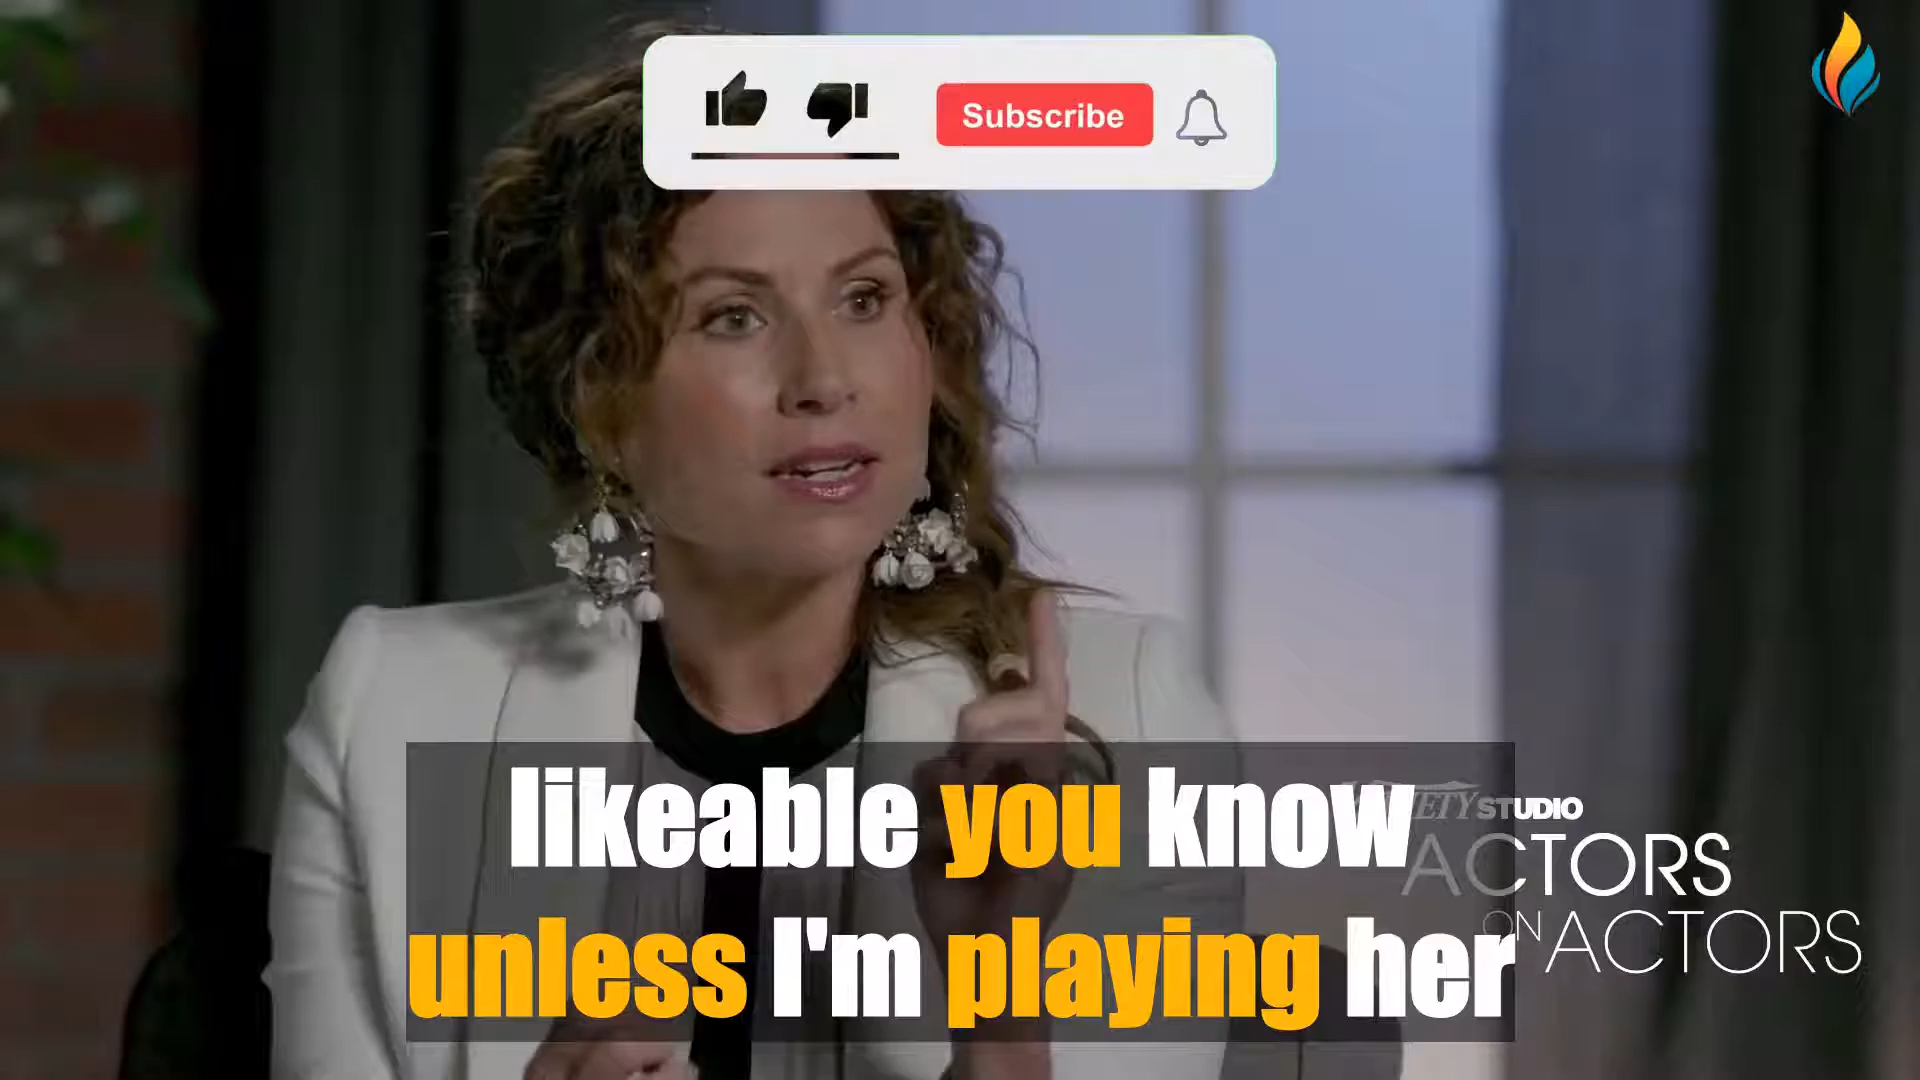 Subscribe
likeable you know
unless I'm playing her
STUDIO
ACTORS
ON ACTORS